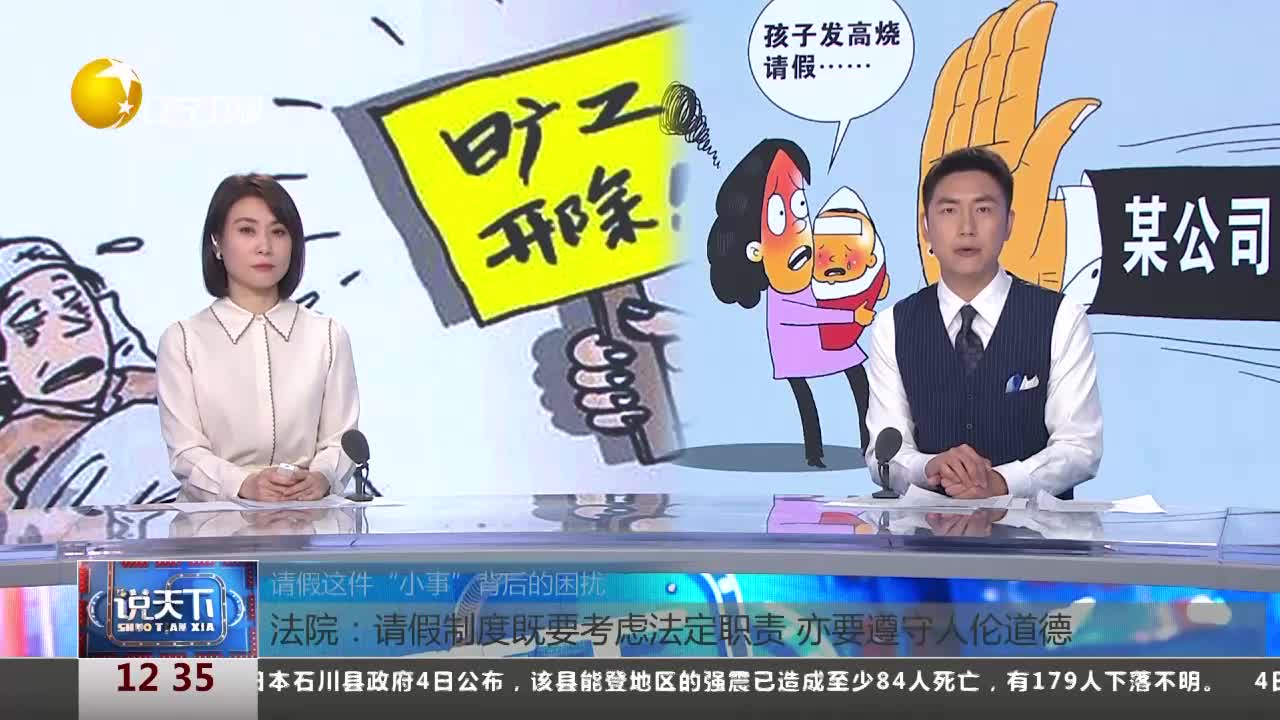 孩子发高烧
请假……
旷工
开除
某公司
请假这件“小事”背后的困扰
法院：请假制度既要考虑法定职责 亦要遵守人伦道德
说天下
SHUO TIAN XIA
12 35
日本石川县政府4日公布，该县能登地区的强震已造成至少84人死亡，有179人下落不明。 4日